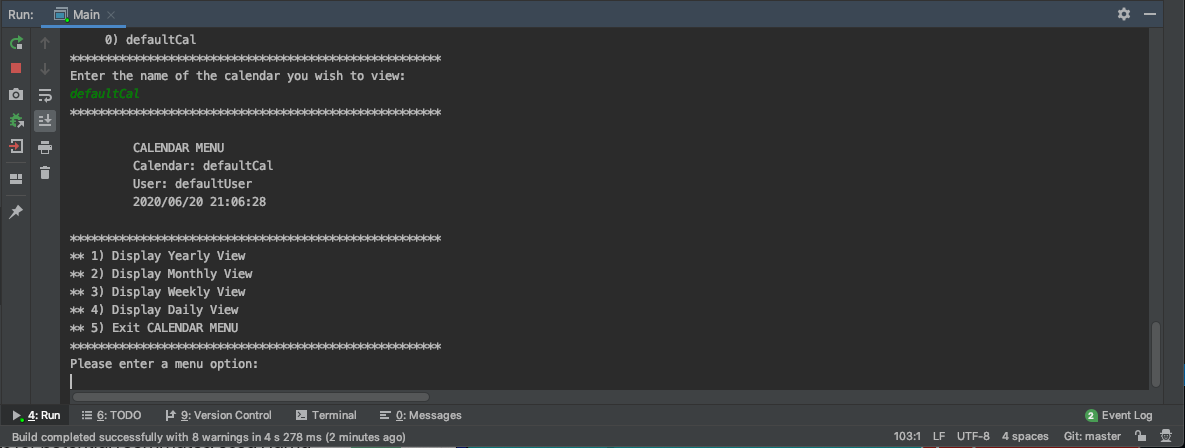 Run: Main
0) defaultCal
*****************************************************
Enter the name of the calendar you wish to view:
defaultCal
*****************************************************
CALENDAR MENU
Calendar: defaultCal
User: defaultUser
2020/06/20 21:06:28
*****************************************************
** 1) Display Yearly View
** 2) Display Monthly View
** 3) Display Weekly View
** 4) Display Daily View
** 5) Exit CALENDAR MENU
*****************************************************
Please enter a menu option:
4: Run 6: TODO 9: Version Control Terminal 0: Messages 2 Event Log
Build completed successfully with 8 warnings in 4 s 278 ms (2 minutes ago) 103:1 LF UTF-8 4 spaces Git: master